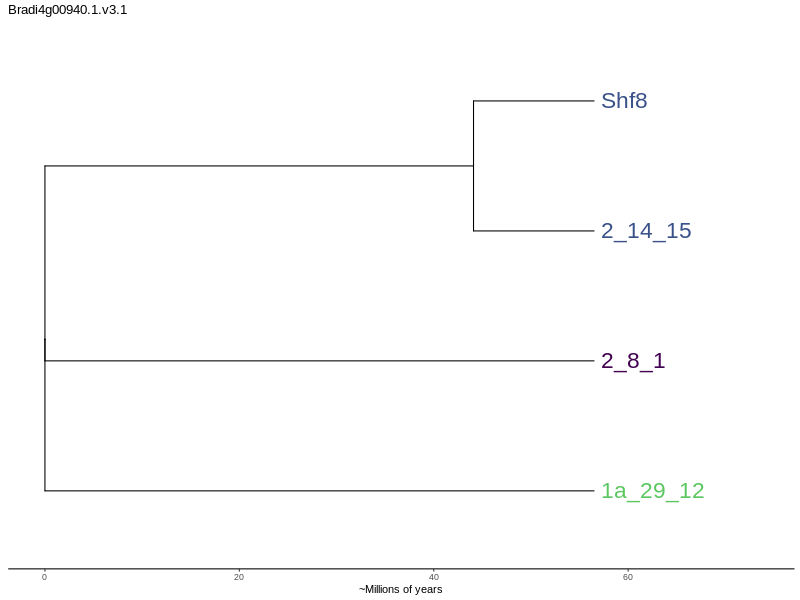 Bradi4g00940.1.v3.1
Shf8
2_14_15
2_8_1
1a_29_12
0 20 40 60
~Millions of years